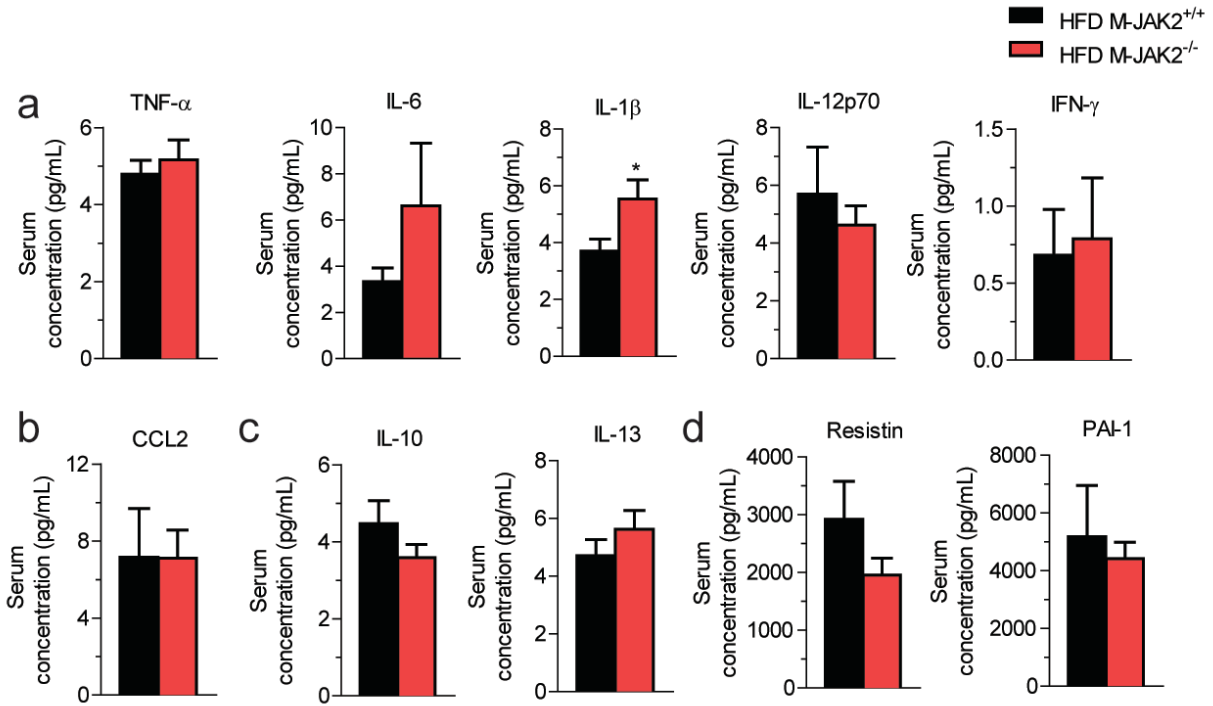 HFD M-JAK2+/+
HFD M-JAK2-/-
a
TNF-α
Serum
concentration (pg/mL)
6
4
2
0
IL-6
Serum
concentration (pg/mL)
10
8
6
4
2
0
IL-1β
Serum
concentration (pg/mL)
8
6
4
2
0
*
IL-12p70
Serum
concentration (pg/mL)
8
6
4
2
0
IFN-γ
Serum
concentration (pg/mL)
1.5
1.0
0.5
0.0
b
CCL2
Serum
concentration (pg/mL)
12
8
4
0
c
IL-10
Serum
concentration (pg/mL)
6
4
2
0
IL-13
Serum
concentration (pg/mL)
8
6
4
2
0
d
Resistin
Serum
concentration (pg/mL)
4000
3000
2000
1000
0
PAI-1
Serum
concentration (pg/mL)
8000
6000
4000
2000
0